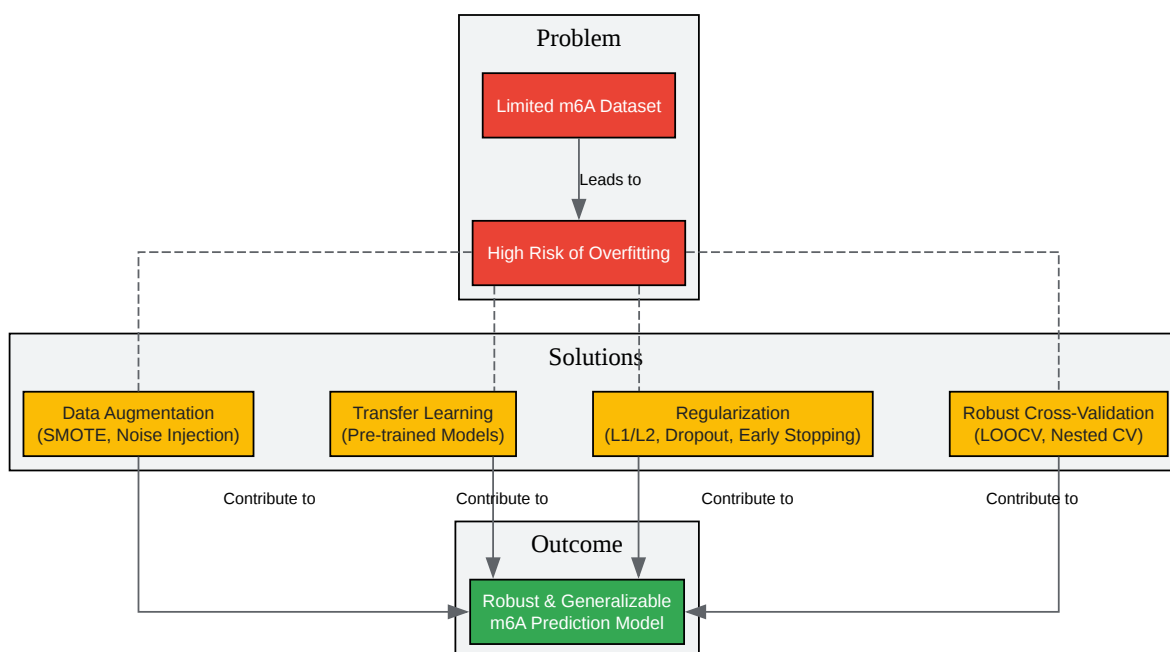 Problem
Limited m6A Dataset
Leads to
High Risk of Overfitting
Solutions
Data Augmentation
(SMOTE, Noise Injection)
Transfer Learning
(Pre-trained Models)
Regularization
(L1/L2, Dropout, Early Stopping)
Robust Cross-Validation
(LOOCV, Nested CV)
Contribute to
Contribute to
Contribute to
Contribute to
Outcome
Robust & Generalizable
m6A Prediction Model